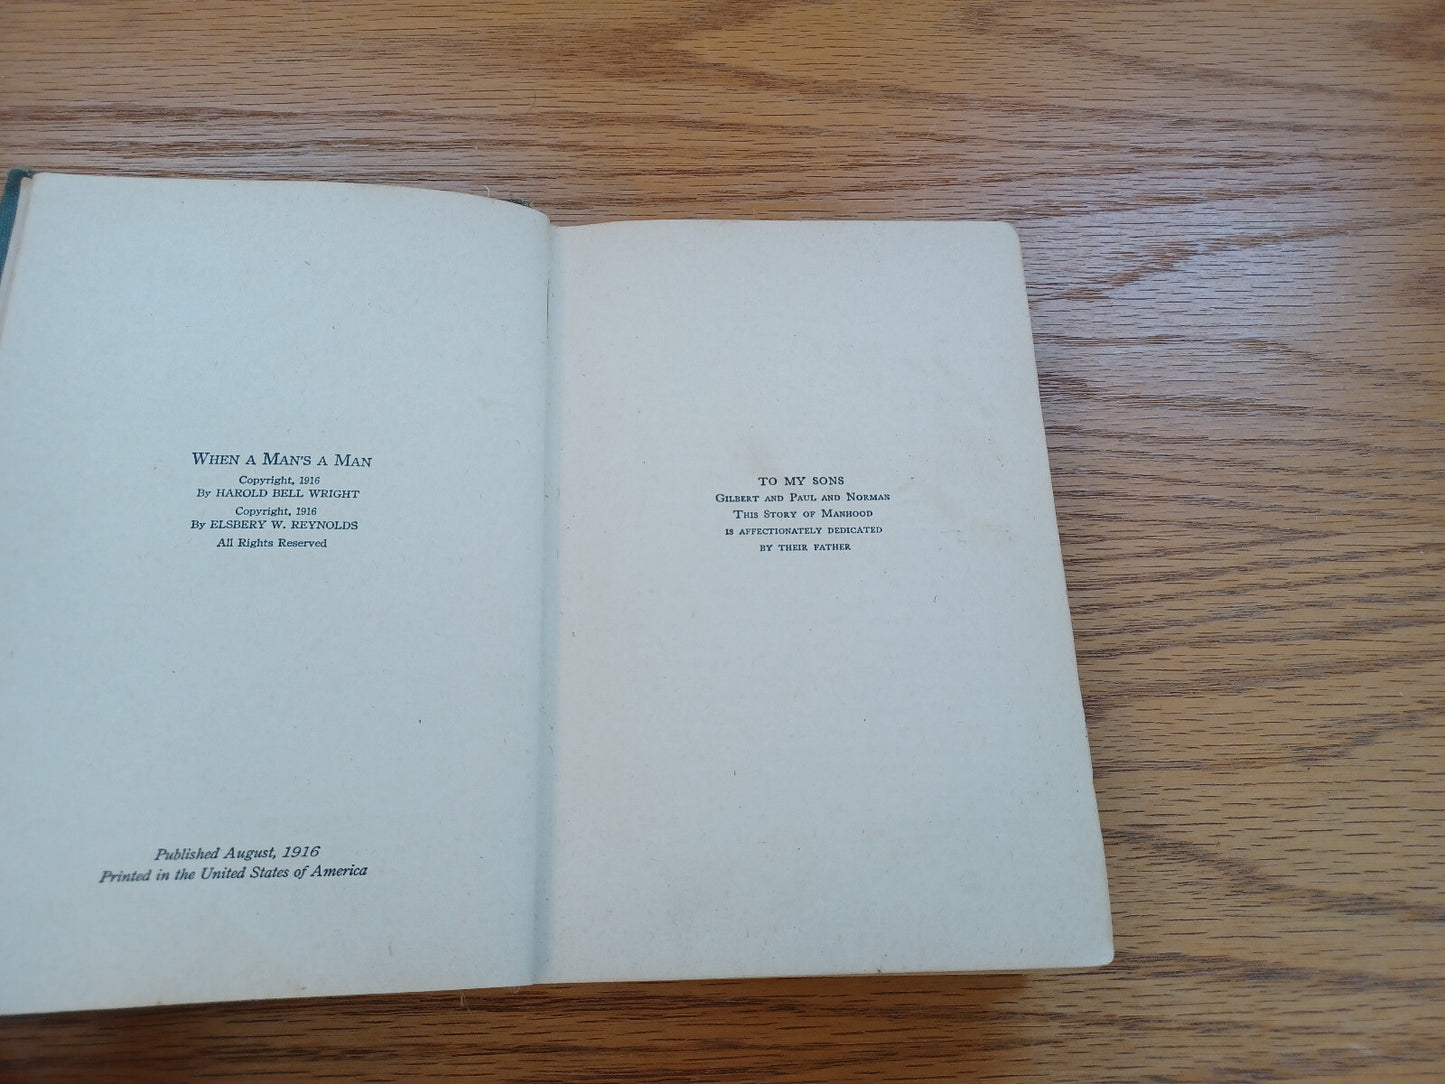 When a Man's a Man
Copyright, 1916
By HAROLD BELL WRIGHT
Copyright, 1916
By ELSBERY W. REYNOLDS
All Rights Reserved
Published August, 1916
Printed in the United States of America
TO MY SONS
Gilbert and Paul and Norman
This Story of Manhood
is affectionately dedicated
by their father